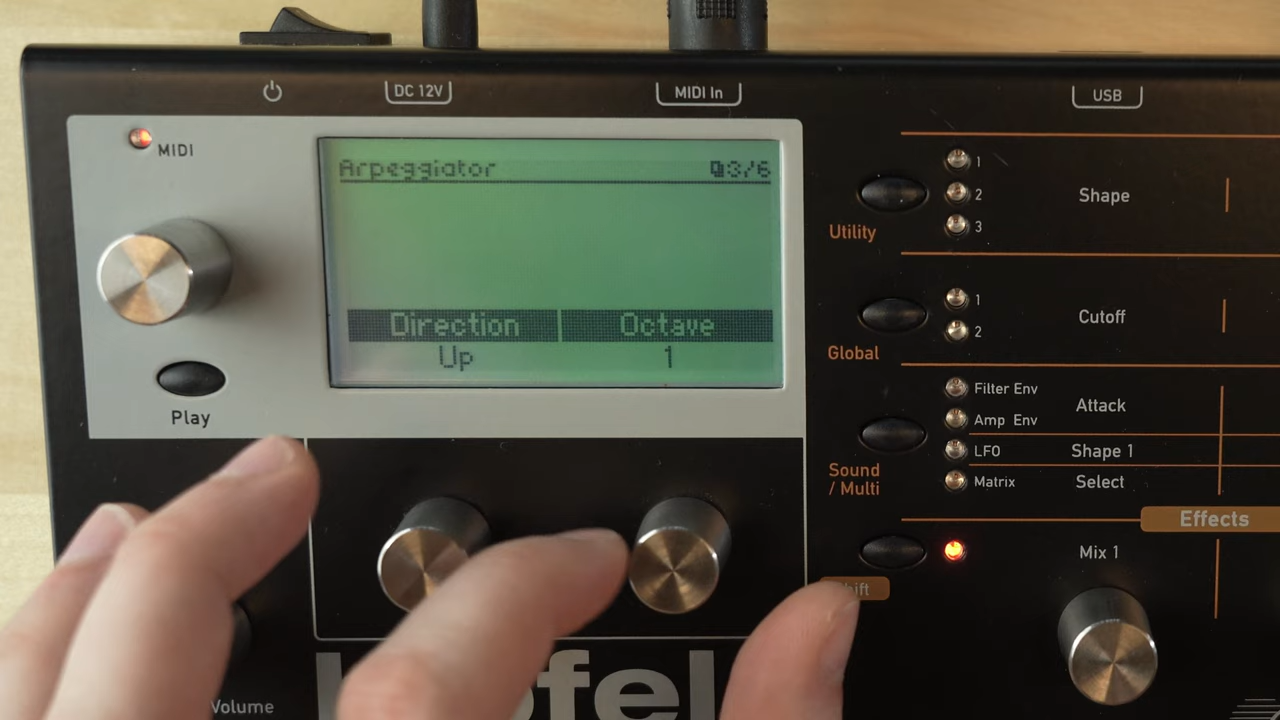 DC 12V
MIDI In
USB
MIDI
Arpeggiator 3/6
Direction Octave
Up 1
Play
1
2
3
Shape
Utility
1
2
Cutoff
Global
Filter Env
Attack
Amp Env
LFO
Shape 1
Matrix
Select
Sound
/ Multi
Effects
Mix 1
Volume